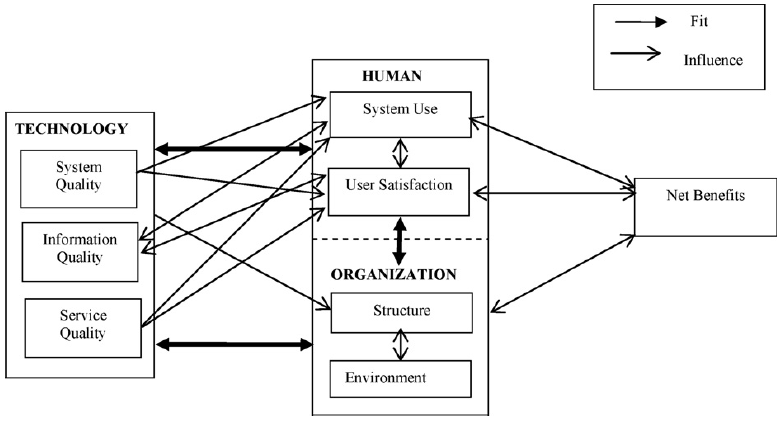 Fit
Influence
HUMAN
System Use
TECHNOLOGY
System
Quality
User Satisfaction
Net Benefits
Information
Quality
ORGANIZATION
Service
Quality
Structure
Environment